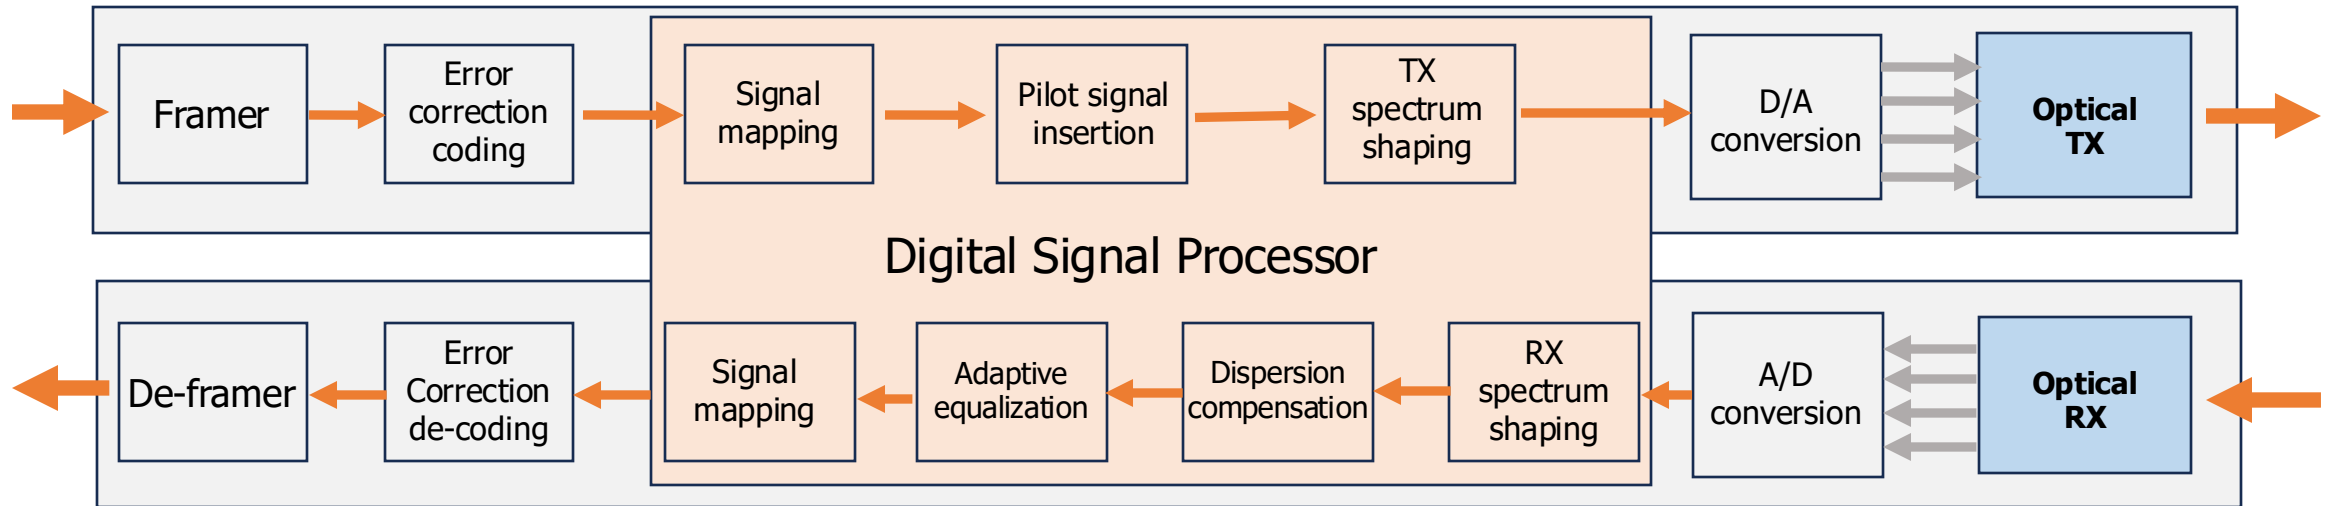 Framer
Error
correction
coding
Signal
mapping
Pilot signal
insertion
TX
spectrum
shaping
D/A
conversion
Optical
TX
Digital Signal Processor
De-framer
Error
Correction
de-coding
Signal
mapping
Adaptive
equalization
Dispersion
compensation
RX
spectrum
shaping
A/D
conversion
Optical
RX